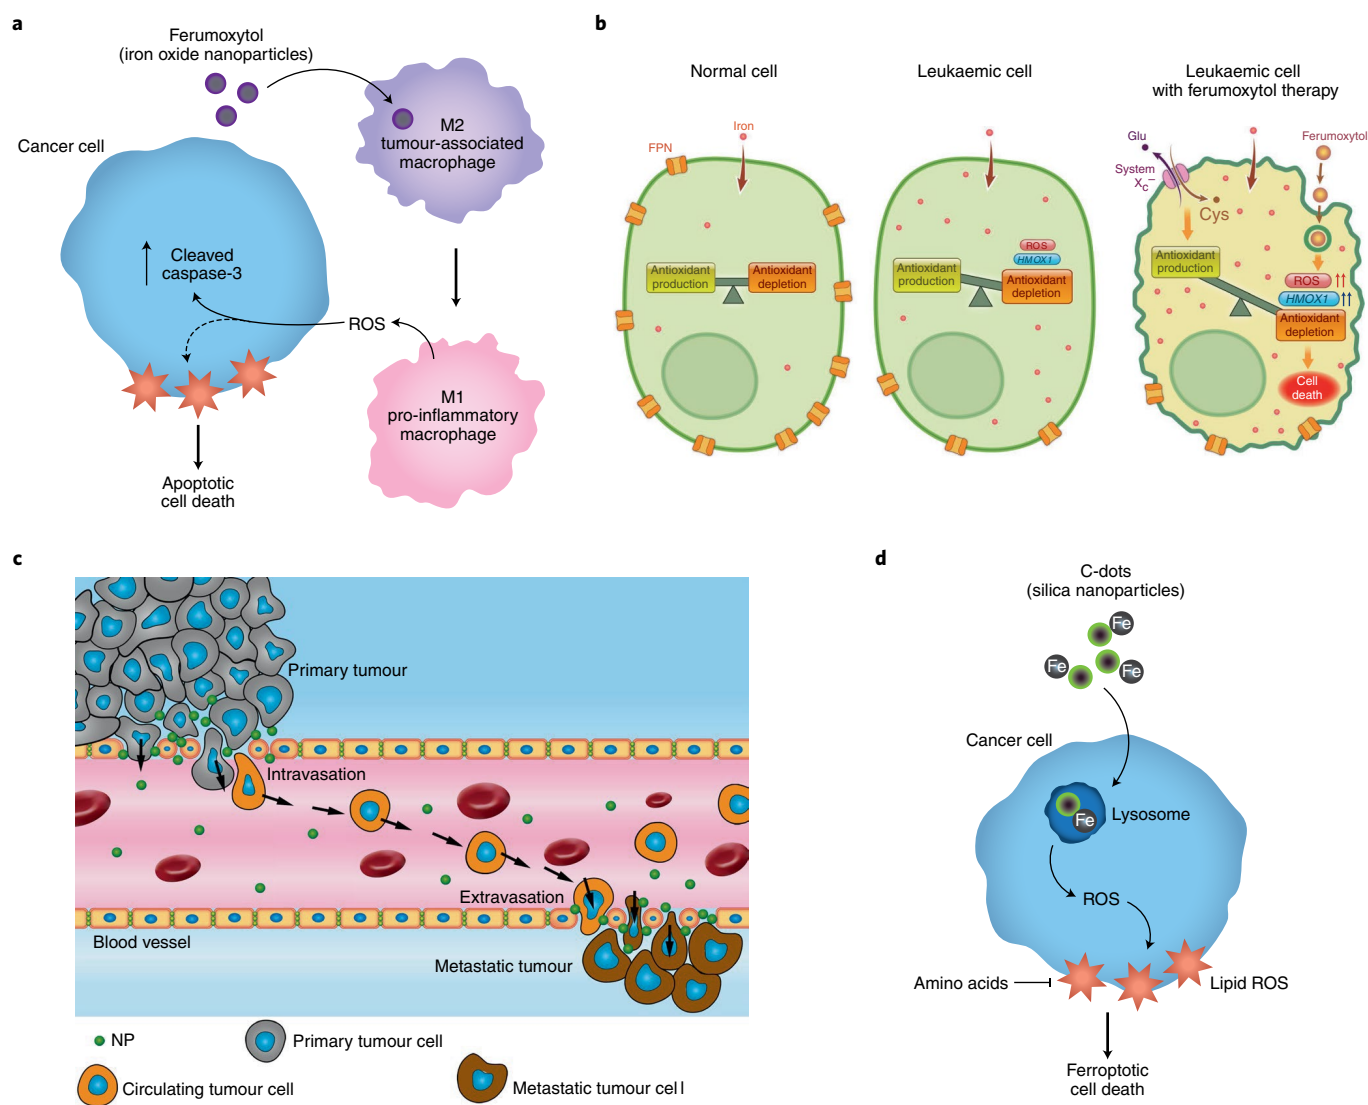 a
Ferumoxytol
(iron oxide nanoparticles)
Cancer cell
M2
tumour-associated
macrophage
Cleaved
caspase-3
ROS
M1
pro-inflammatory
macrophage
Apoptotic
cell death
b
Normal cell
Leukaemic cell
Leukaemic cell
with ferumoxytol therapy
Iron
FPN
Antioxidant
production
Antioxidant
depletion
ROS
HMOX1
Antioxidant
production
Antioxidant
depletion
Glu
System
Xc−
Cys
Ferumoxytol
Antioxidant
production
ROS
HMOX1
Antioxidant
depletion
Cell
death
c
Primary tumour
Intravasation
Extravasation
Blood vessel
Metastatic tumour
NP
Primary tumour cell
Circulating tumour cell
Metastatic tumour cell
d
C-dots
(silica nanoparticles)
Fe
Fe
Fe
Cancer cell
Fe
Lysosome
ROS
Amino acids
Lipid ROS
Ferroptotic
cell death